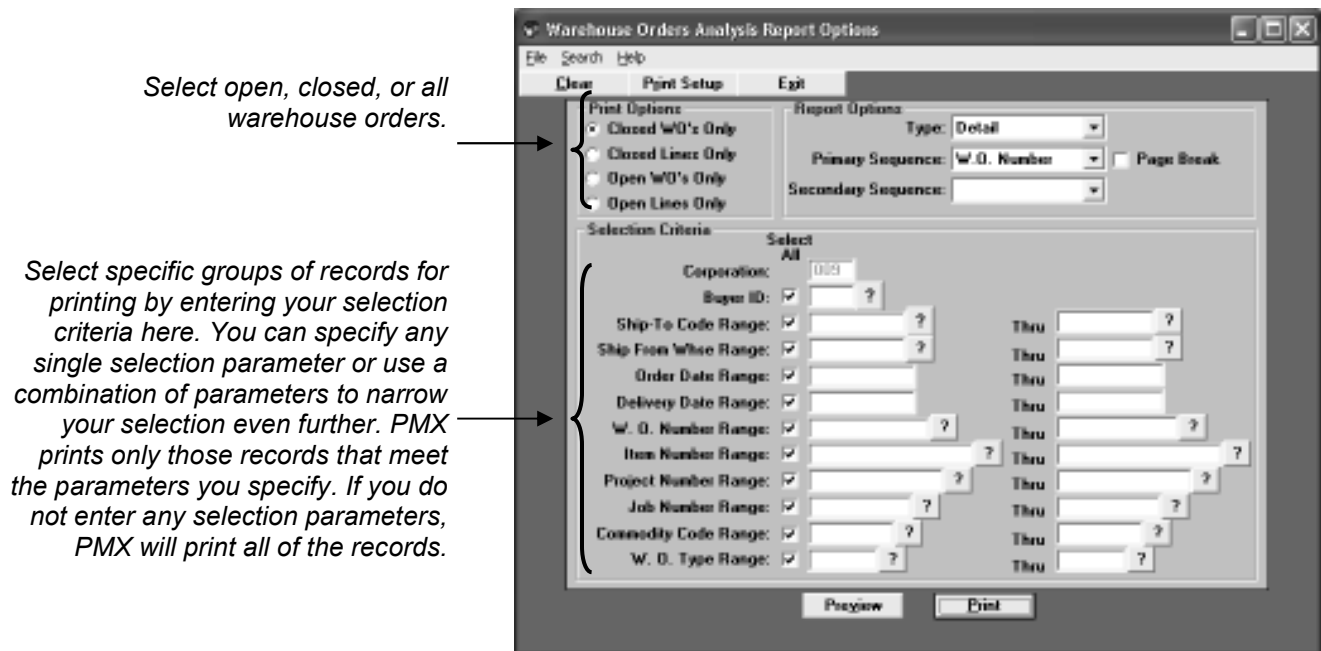 Warehouse Orders Analysis Report Options
File Search Help
Clear Print Setup Exit
Select open, closed, or all
warehouse orders.
Print Options
Closed WO's Only
Closed Lines Only
Open WO's Only
Open Lines Only
Report Options
Type: Detail
Primary Sequence: W.O. Number Page Break
Secondary Sequence:
Select specific groups of records for
printing by entering your selection
criteria here. You can specify any
single selection parameter or use a
combination of parameters to narrow
your selection even further. PMX
prints only those records that meet
the parameters you specify. If you do
not enter any selection parameters,
PMX will print all of the records.
Selection Criteria
Select
All
Corporation: 009
Buyer ID: ?
Ship-To Code Range: ? Thru ?
Ship From Whse Range: ? Thru ?
Order Date Range: Thru
Delivery Date Range: Thru
W. O. Number Range: ? Thru ?
Item Number Range: ? Thru ?
Project Number Range: ? Thru ?
Job Number Range: ? Thru ?
Commodity Code Range: ? Thru ?
W. O. Type Range: ? Thru ?
Preview Print